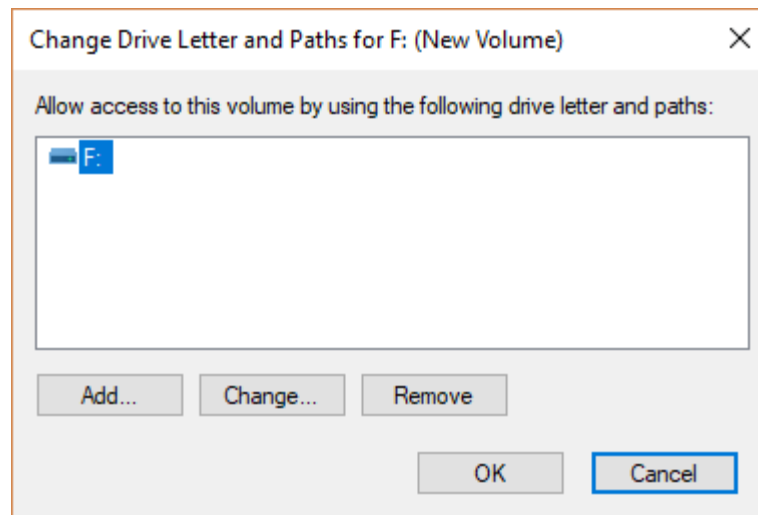 Change Drive Letter and Paths for F: (New Volume)
Allow access to this volume by using the following drive letter and paths:
F:
Add... Change... Remove
OK Cancel